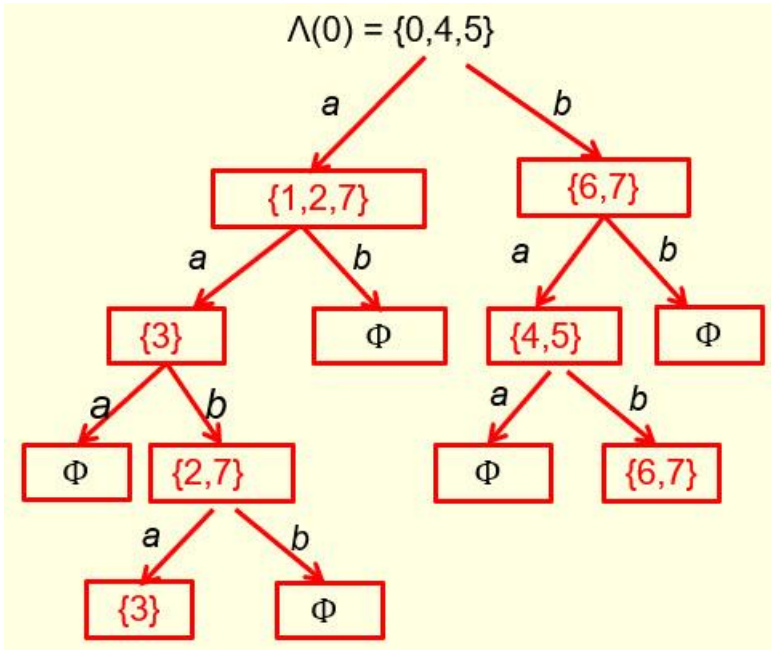 Λ(0) = {0,4,5}
a b
{1,2,7} {6,7}
a b a b
{3} Φ {4,5} Φ
a b a b
Φ {2,7} Φ {6,7}
a b
{3} Φ